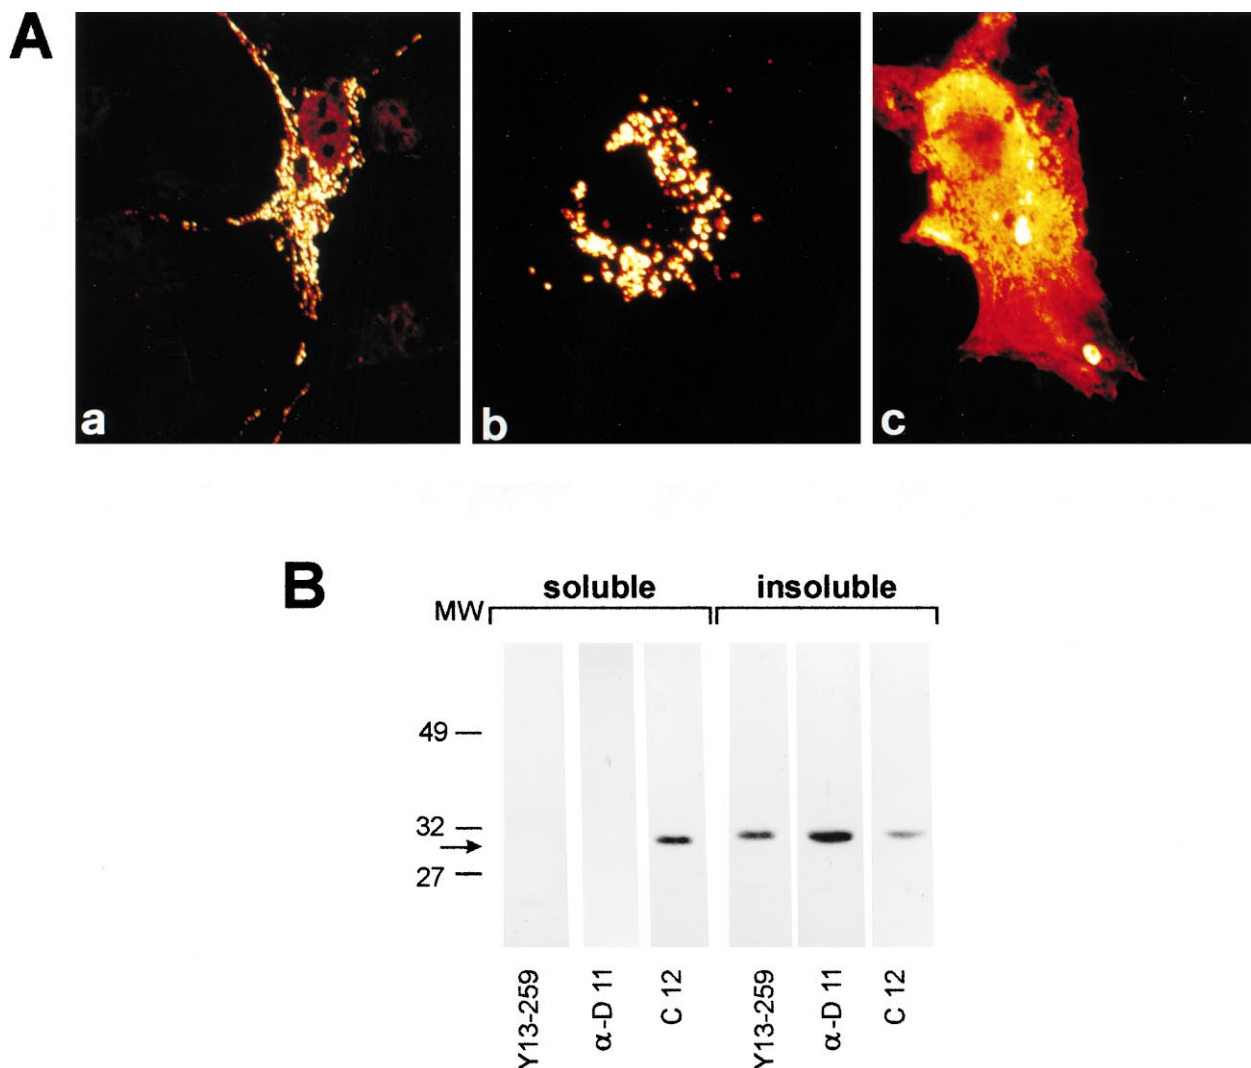 A
a
b
c
B
soluble
insoluble
MW
49
32
27
Y13-259
α-D 11
C 12
Y13-259
α-D 11
C 12